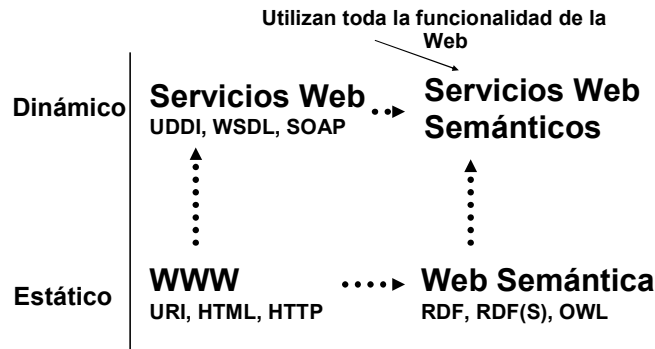 Utilizan toda la funcionalidad de la
Web
Dinámico
Servicios Web
UDDI, WSDL, SOAP
Servicios Web
Semánticos
Estático
WWW
URI, HTML, HTTP
Web Semántica
RDF, RDF(S), OWL